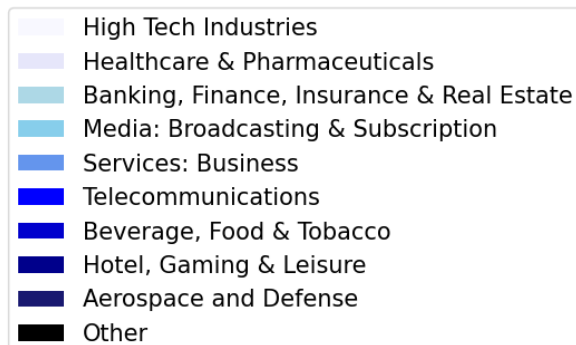 High Tech Industries
Healthcare & Pharmaceuticals
Banking, Finance, Insurance & Real Estate
Media: Broadcasting & Subscription
Services: Business
Telecommunications
Beverage, Food & Tobacco
Hotel, Gaming & Leisure
Aerospace and Defense
Other